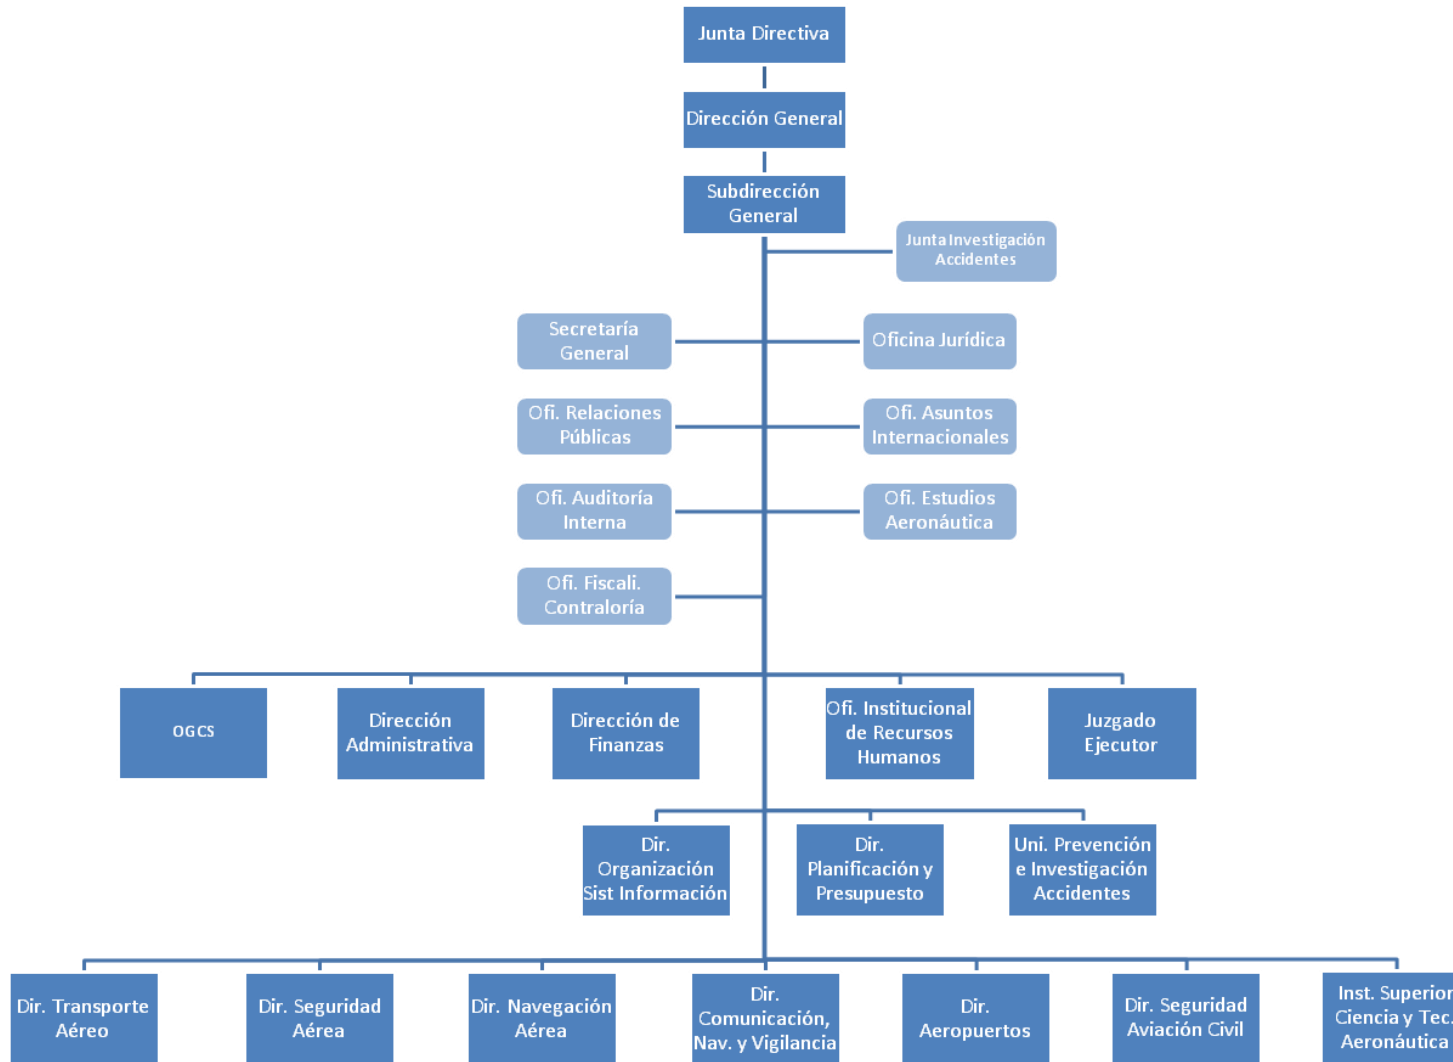 Junta Directiva
Dirección General
Subdirección
General
Junta Investigación
Accidentes
Secretaría
General
Oficina Jurídica
Ofi. Relaciones
Públicas
Ofi. Asuntos
Internacionales
Ofi. Auditoría
Interna
Ofi. Estudios
Aeronáutica
Ofi. Fiscali.
Contraloría
OGCS
Dirección
Administrativa
Dirección de
Finanzas
Ofi. Institucional
de Recursos
Humanos
Juzgado
Ejecutor
Dir.
Organización
Sist Información
Dir.
Planificación y
Presupuesto
Uni. Prevención
e Investigación
Accidentes
Dir. Transporte
Aéreo
Dir. Seguridad
Aérea
Dir. Navegación
Aérea
Dir.
Comunicación,
Nav. y Vigilancia
Dir.
Aeropuertos
Dir. Seguridad
Aviación Civil
Inst. Superior
Ciencia y Tec.
Aeronáutica